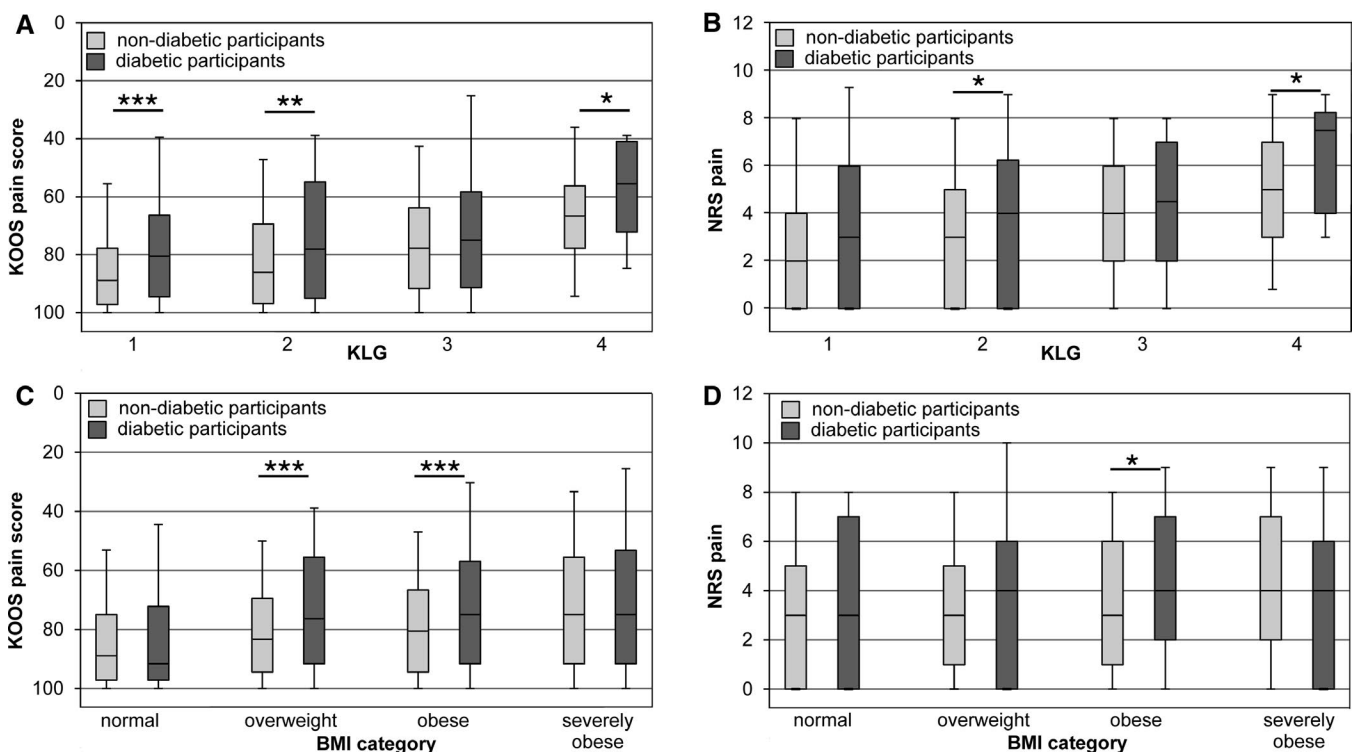 A
KOOS pain score
0
20
40
60
80
100
non-diabetic participants
diabetic participants
***
**
*
1
2
3
4
KLG
B
NRS pain
12
10
8
6
4
2
0
non-diabetic participants
diabetic participants
*
*
1
2
3
4
KLG
C
KOOS pain score
0
20
40
60
80
100
non-diabetic participants
diabetic participants
***
***
normal
overweight
obese
severely
obese
BMI category
D
NRS pain
12
10
8
6
4
2
0
non-diabetic participants
diabetic participants
*
normal
overweight
obese
severely
obese
BMI category